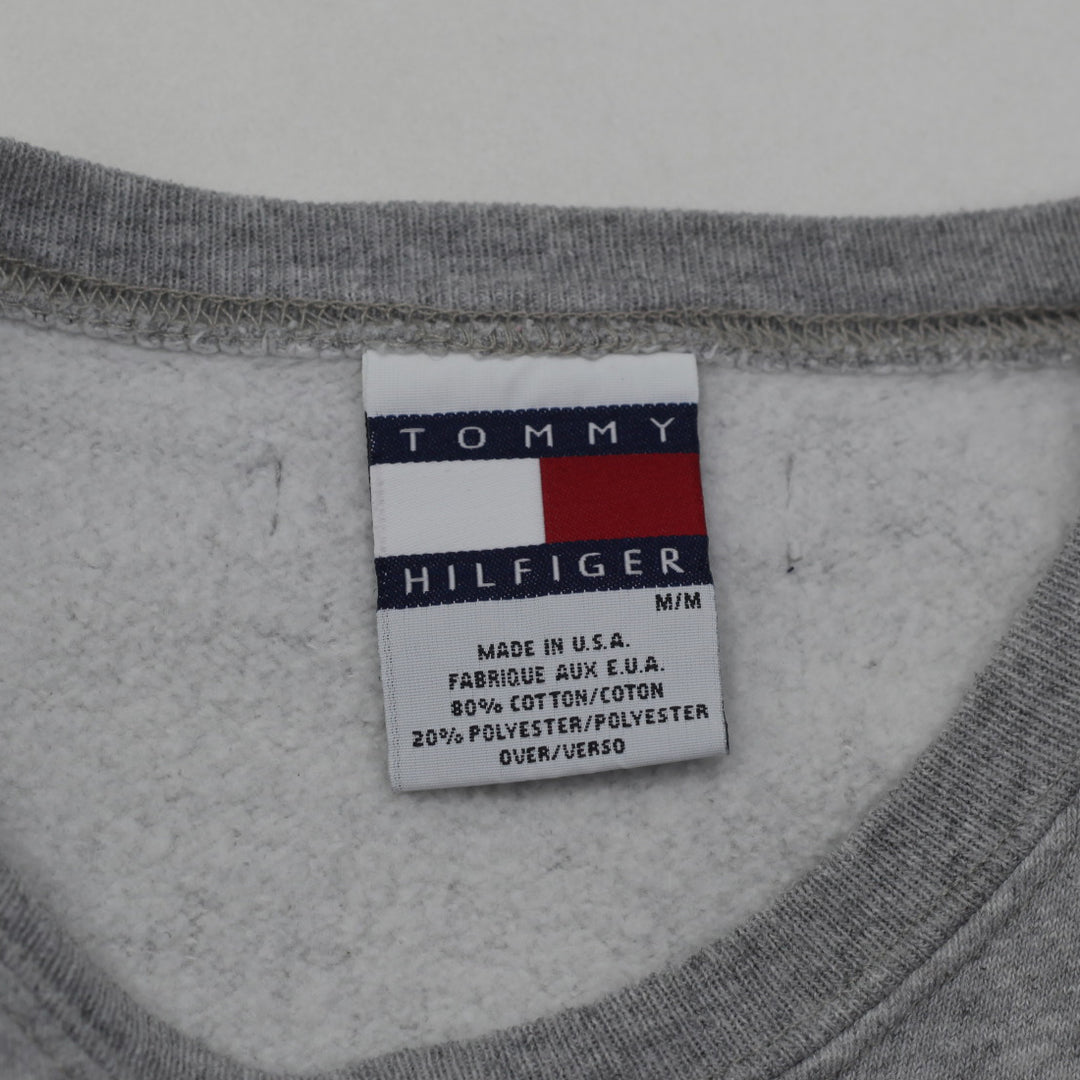 TOMMY
HILFIGER
M/M
MADE IN U.S.A.
FABRIQUE AUX E.U.A.
80% COTTON/COTON
20% POLYESTER/POLYESTER
OVER/VERSO